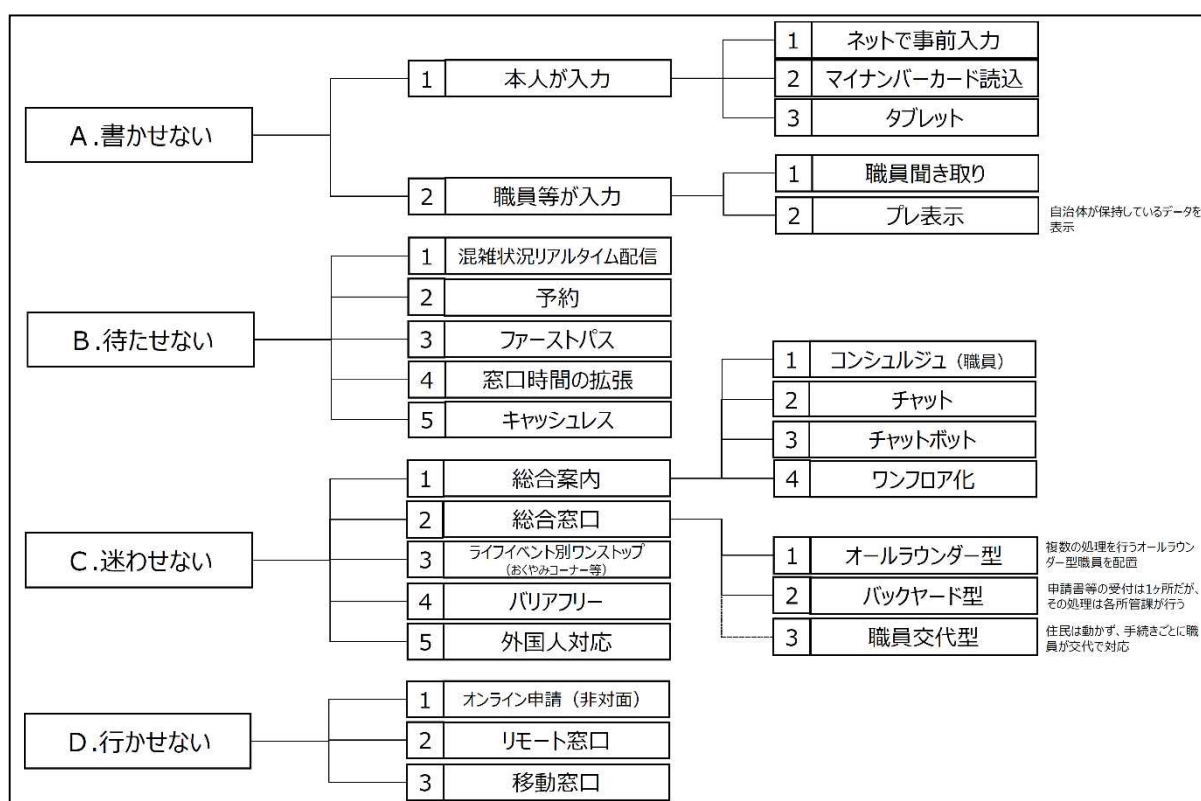 A.書かせない
1 本人が入力
1 ネットで事前入力
2 マイナンバーカード読込
3 タブレット
2 職員等が入力
1 職員聞き取り
2 プレ表示
自治体が保持しているデータを
表示
B.待たせない
1 混雑状況リアルタイム配信
2 予約
3 ファーストパス
4 窓口時間の拡張
5 キャッシュレス
C.迷わせない
1 総合案内
1 コンシュルジュ(職員)
2 チャット
3 チャットボット
4 ワンフロア化
2 総合窓口
1 オールラウンダー型
複数の処理を行うオールラウン
ダー型職員を配置
2 バックヤード型
申請書等の受付は1ヶ所だが、
その処理は各所管課が行う
3 職員交代型
住民は動かず、手続きごとに職
員が交代で対応
3 ライフイベント別ワンストップ
(おくやみコーナー等)
4 バリアフリー
5 外国人対応
D.行かせない
1 オンライン申請(非対面)
2 リモート窓口
3 移動窓口